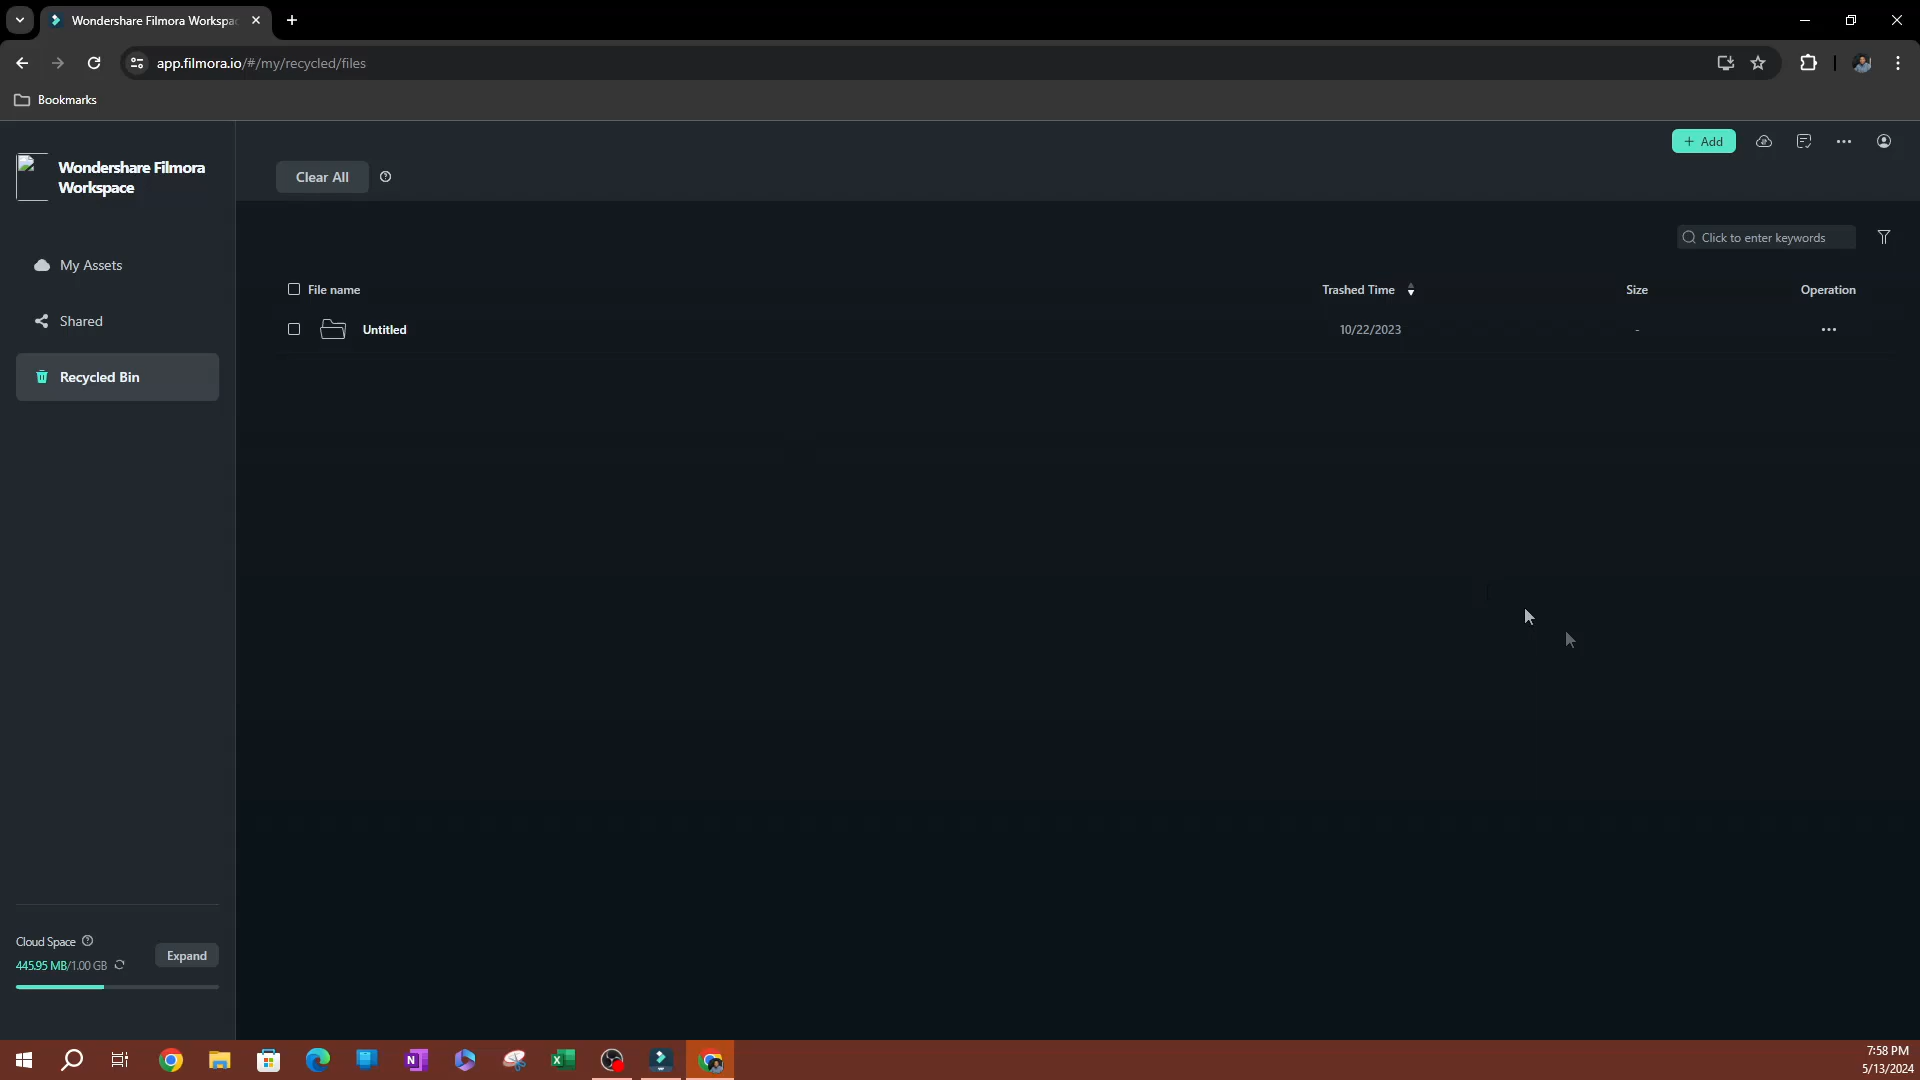 Wondershare Filmora Workspac
app.filmora.io/#/my/recycled/files
Bookmarks
Wondershare Filmora
Workspace
+ Add
Clear All
My Assets
Click to enter keywords
File name
Trashed Time
Size
Operation
Shared
Untitled
10/22/2023
-
Recycled Bin
Cloud Space
Expand
445.95 MB/1.00 GB
7:58 PM
5/13/2024